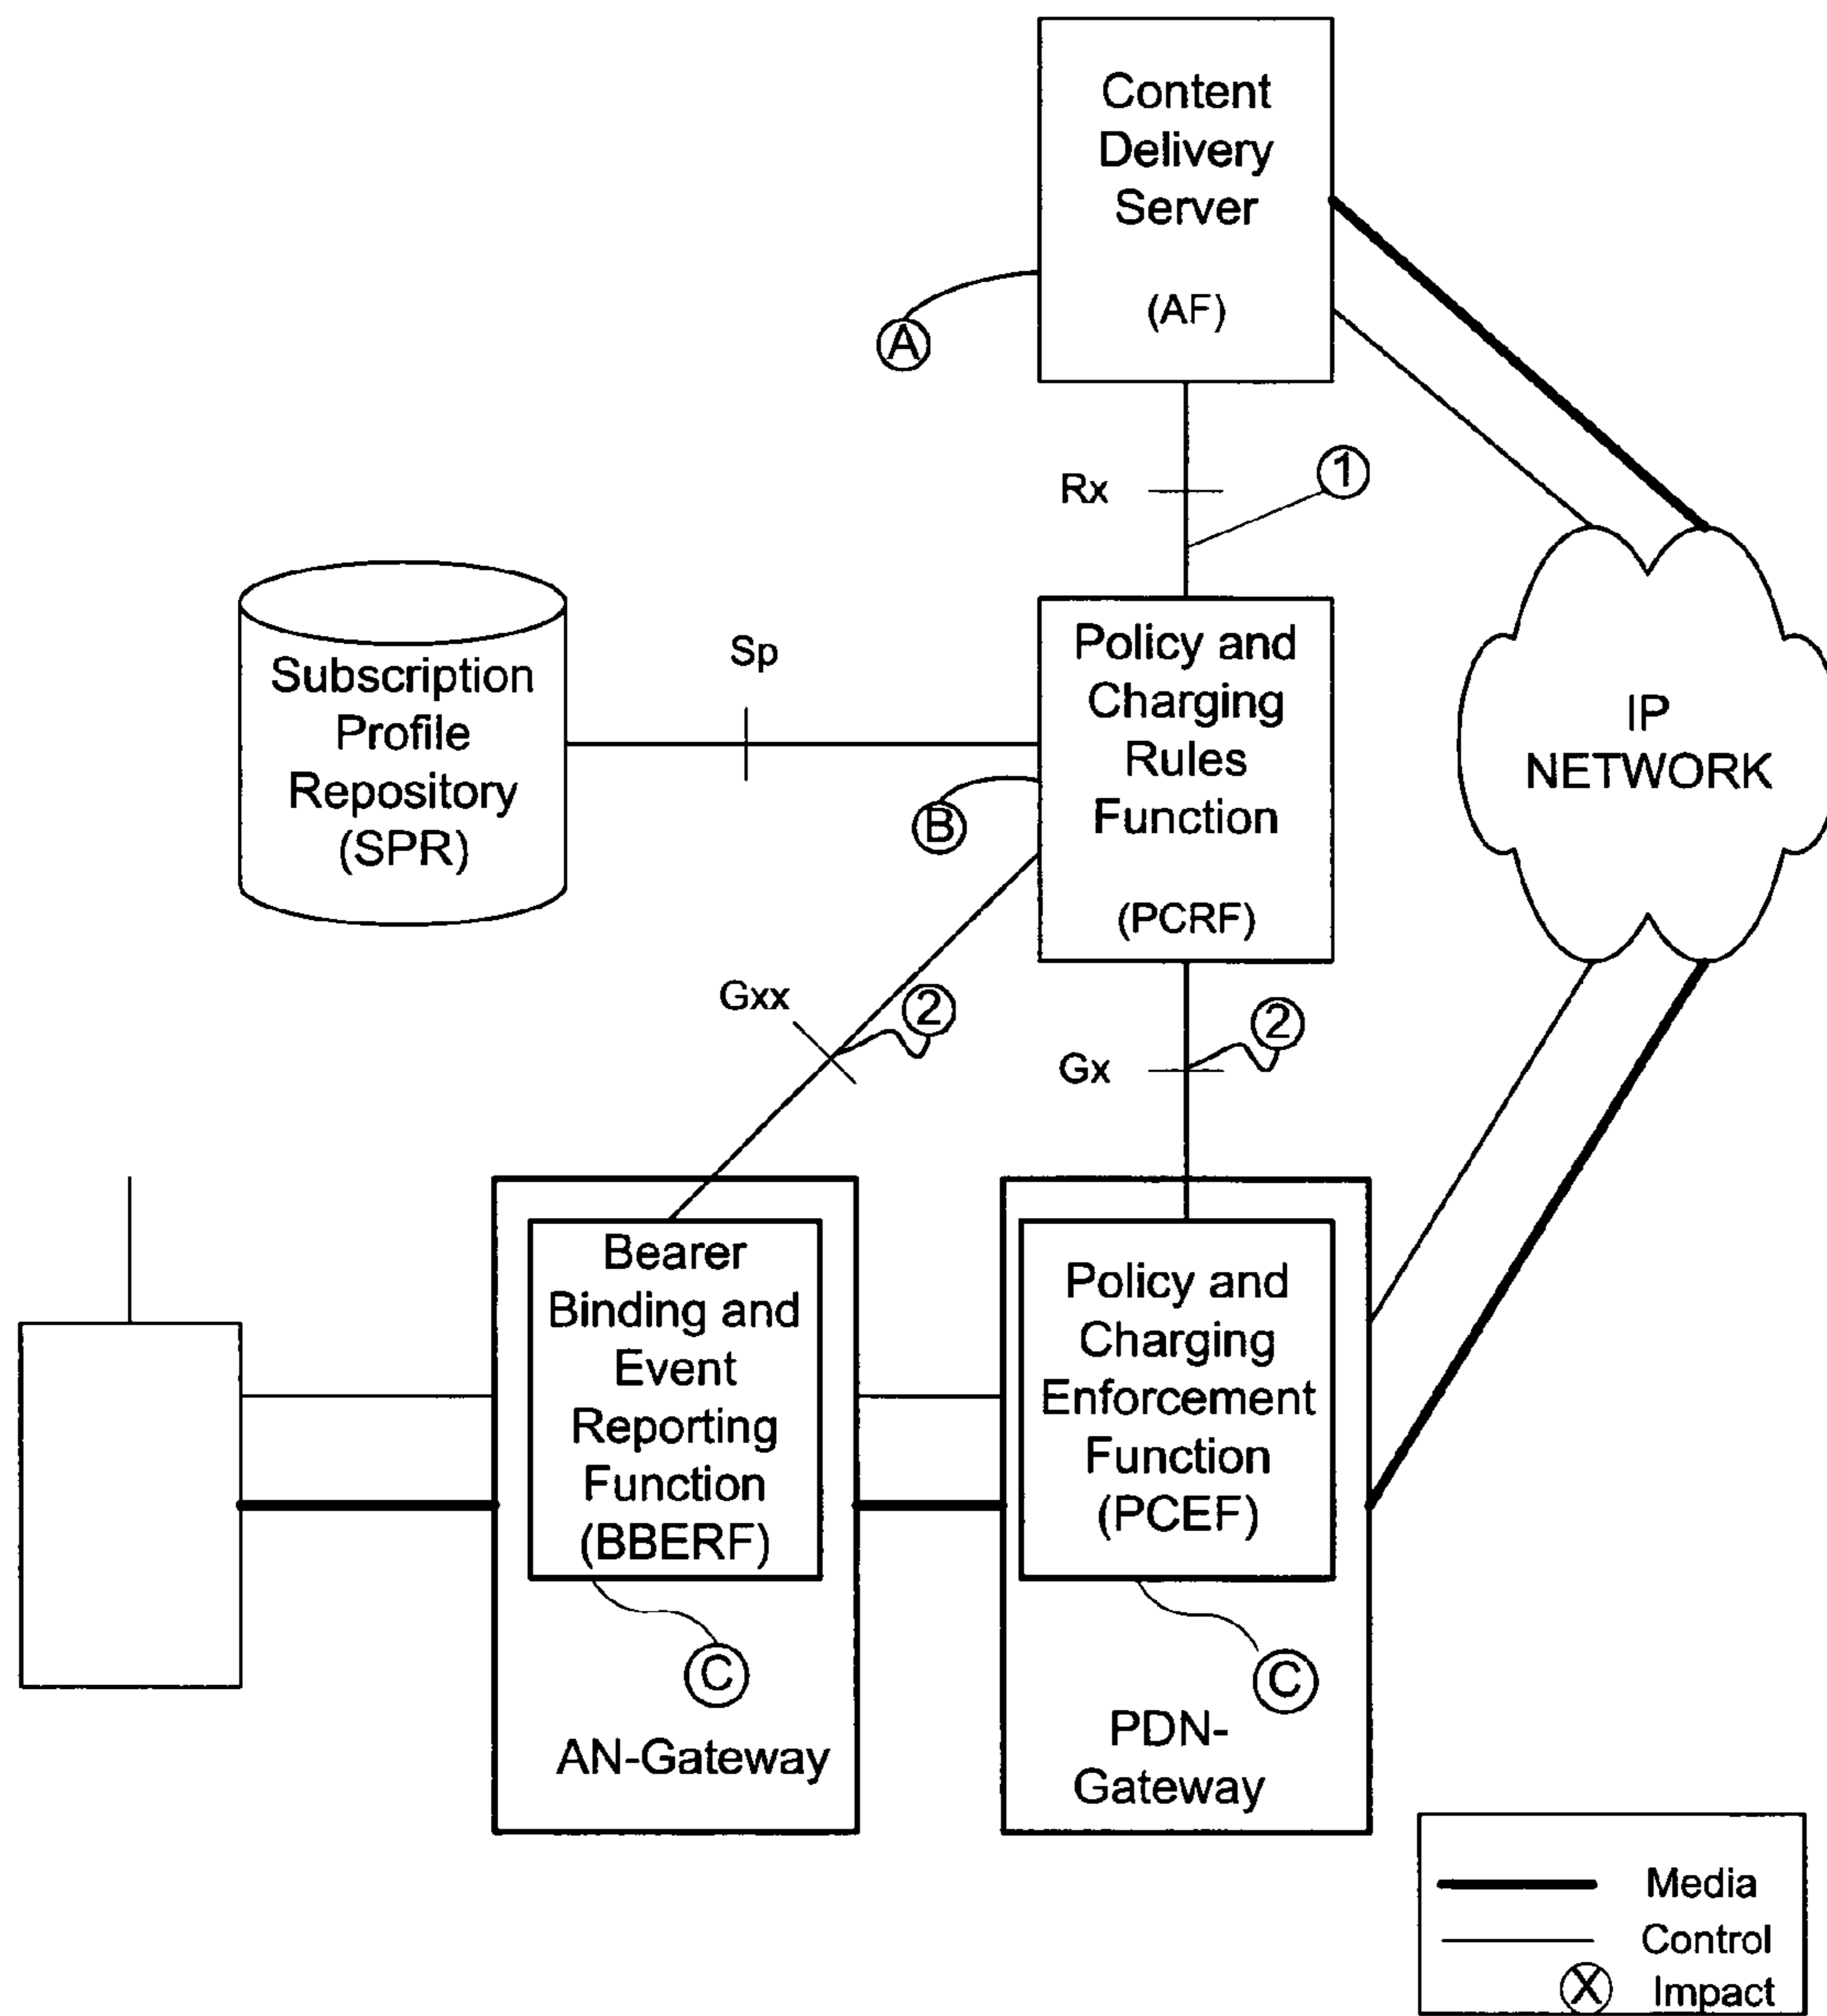 Content
Delivery
Server
(AF)
A
Rx
1
Subscription
Profile
Repository
(SPR)
Sp
Policy and
Charging
Rules
Function
(PCRF)
B
IP
NETWORK
Gxx
2
Gx
2
Bearer
Binding and
Event
Reporting
Function
(BBERF)
C
AN-Gateway
Policy and
Charging
Enforcement
Function
(PCEF)
C
PDN-
Gateway
Media
Control
X Impact